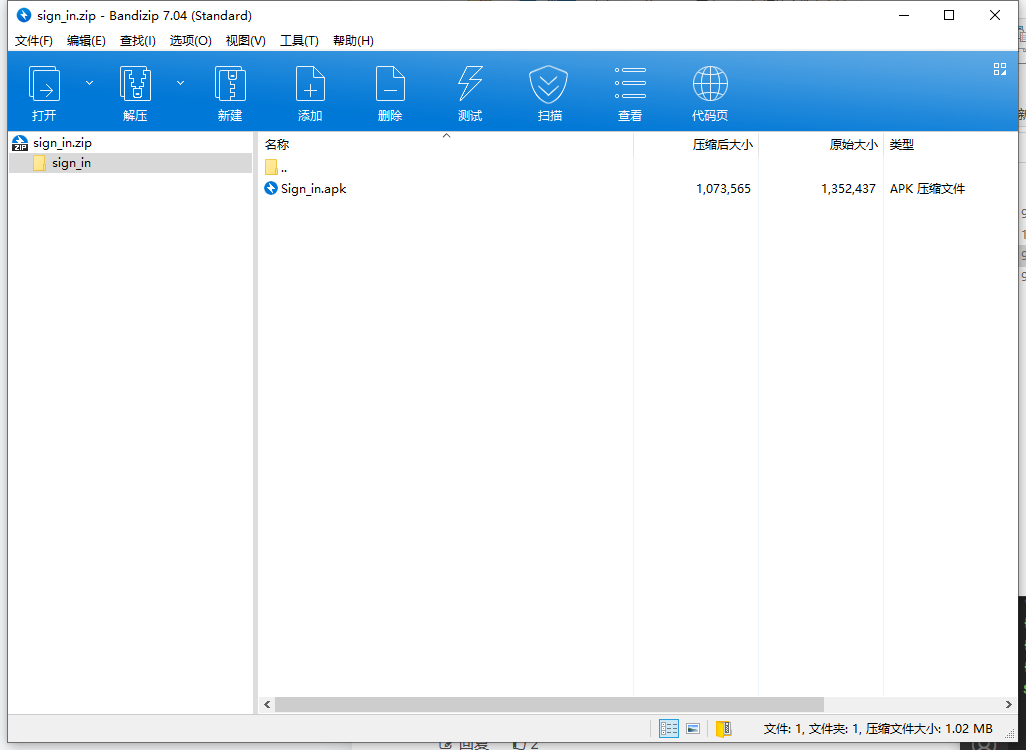 sign_in.zip - Bandizip 7.04 (Standard)
文件(F) 编辑(E) 查找(I) 选项(O) 视图(V) 工具(T) 帮助(H)
打开 解压 新建 添加 删除 测试 扫描 查看 代码页
sign_in.zip
sign_in
名称 压缩后大小 原始大小 类型
..
Sign_in.apk 1,073,565 1,352,437 APK 压缩文件
文件: 1, 文件夹: 1, 压缩文件大小: 1.02 MB
回复 2